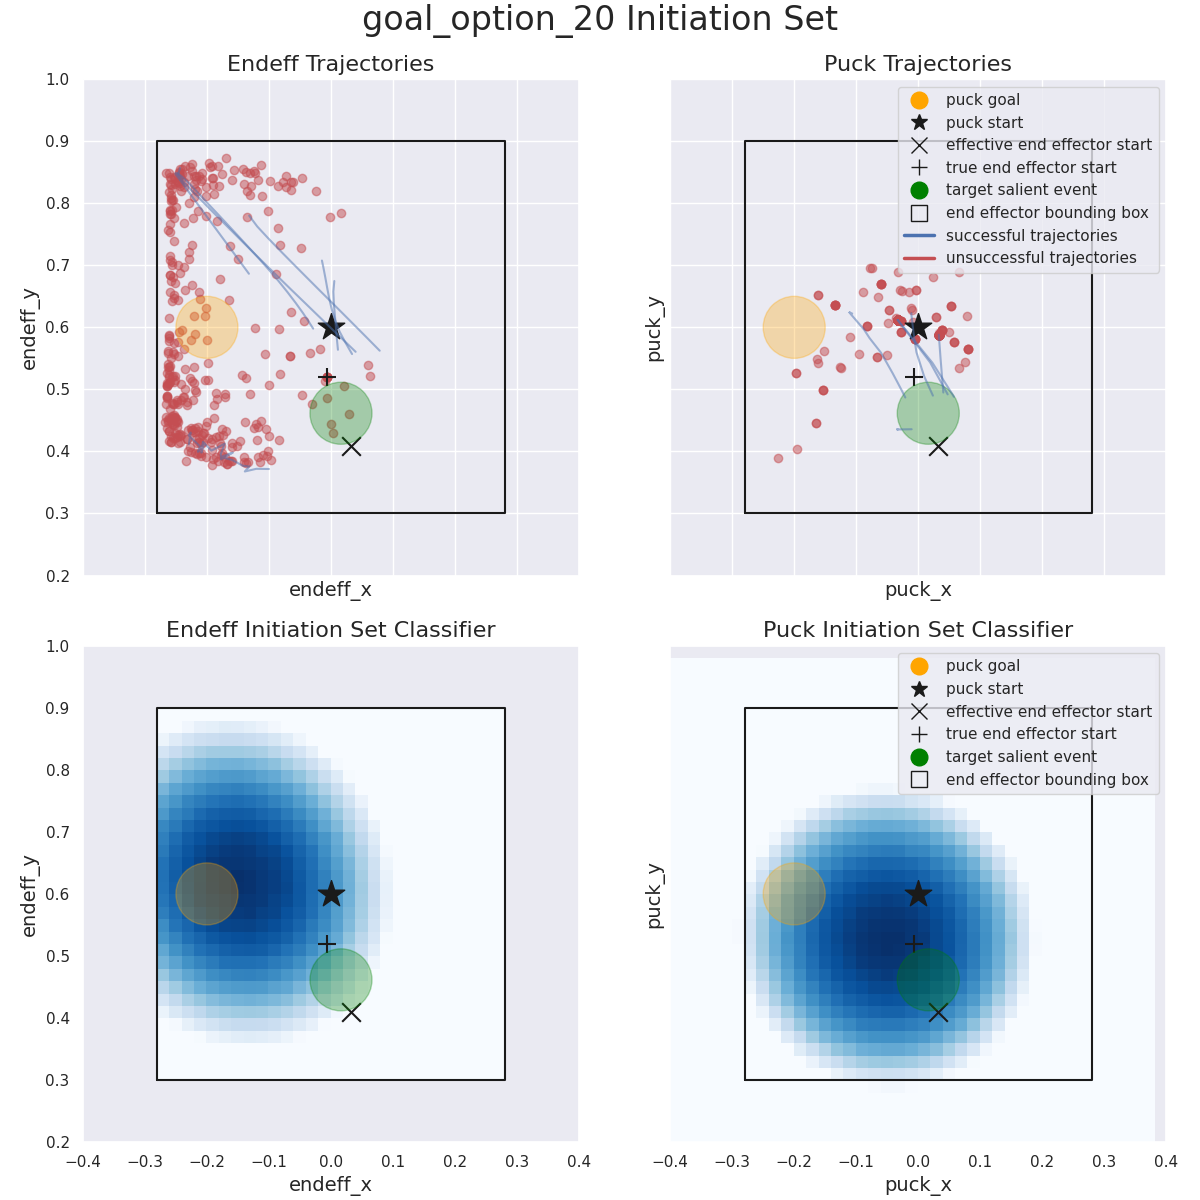 goal_option_20 Initiation Set
Endeff Trajectories
1.0
0.9
0.8
0.7
0.6
0.5
0.4
0.3
0.2
endeff_y
endeff_x
Puck Trajectories
puck goal
puck start
effective end effector start
true end effector start
target salient event
end effector bounding box
successful trajectories
unsuccessful trajectories
puck_y
puck_x
Endeff Initiation Set Classifier
1.0
0.9
0.8
0.7
0.6
0.5
0.4
0.3
0.2
endeff_y
−0.4 −0.3 −0.2 −0.1 0.0 0.1 0.2 0.3 0.4
endeff_x
Puck Initiation Set Classifier
puck goal
puck start
effective end effector start
true end effector start
target salient event
end effector bounding box
puck_y
−0.4 −0.3 −0.2 −0.1 0.0 0.1 0.2 0.3 0.4
puck_x